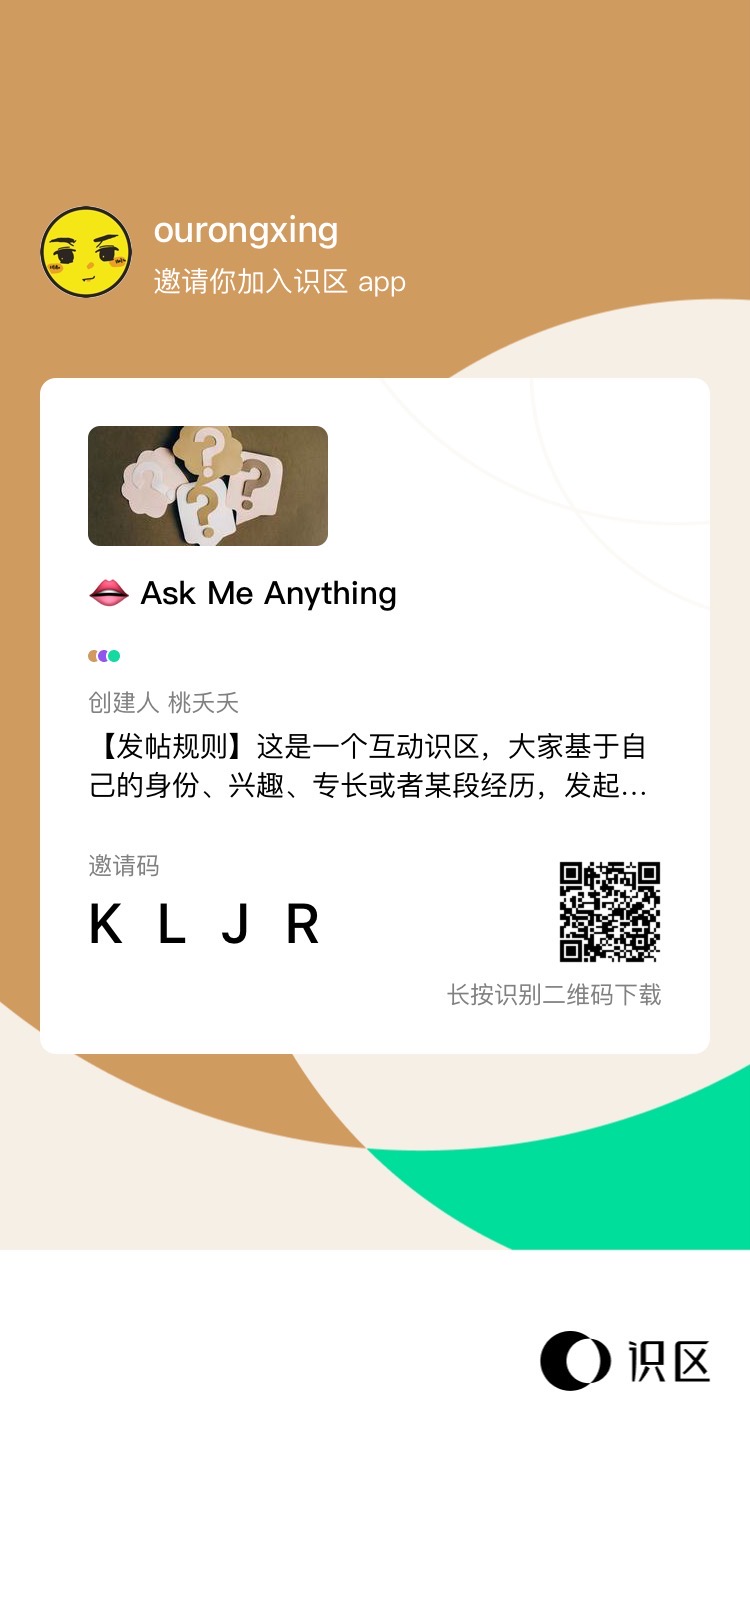 ourongxing
邀请你加入识区 app
👄 Ask Me Anything
创建人 桃夭夭
【发帖规则】这是一个互动识区，大家基于自
己的身份、兴趣、专长或者某段经历，发起...
邀请码
K L J R
长按识别二维码下载
识区